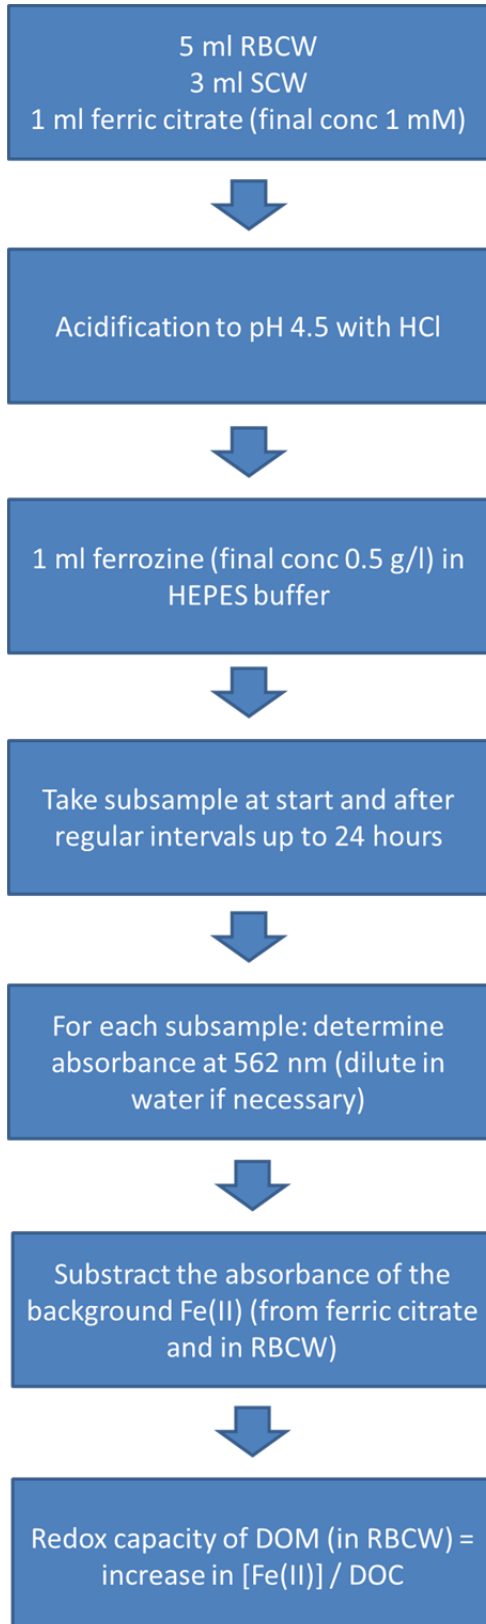 5 ml RBCW
3 ml SCW
1 ml ferric citrate (final conc 1 mM)
Acidification to pH 4.5 with HCl
1 ml ferrozine (final conc 0.5 g/l) in
HEPES buffer
Take subsample at start and after
regular intervals up to 24 hours
For each subsample: determine
absorbance at 562 nm (dilute in
water if necessary)
Substract the absorbance of the
background Fe(II) (from ferric citrate
and in RBCW)
Redox capacity of DOM (in RBCW) =
increase in [Fe(II)] / DOC